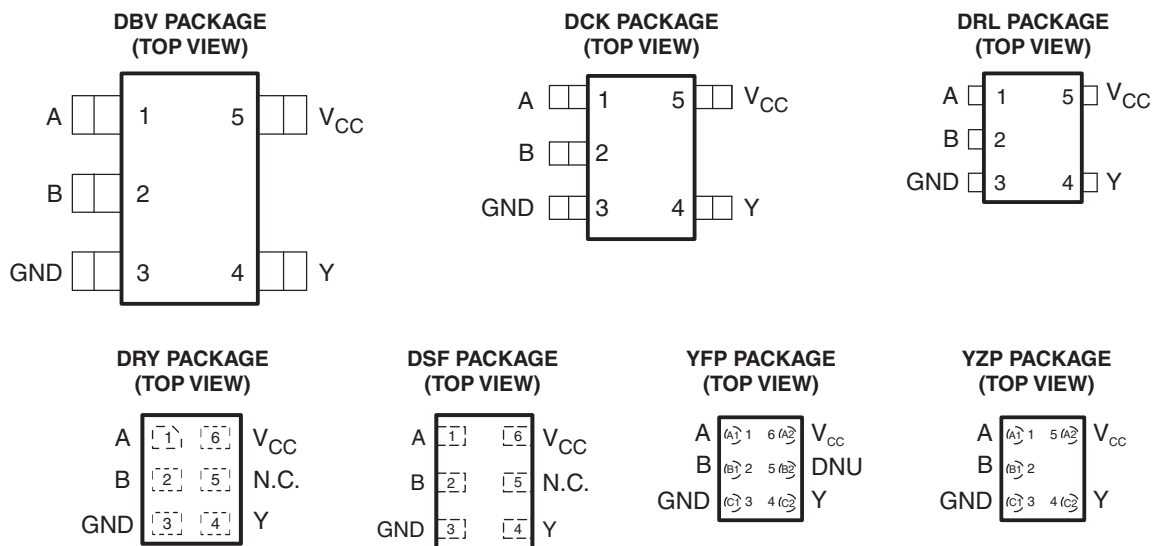 DBV PACKAGE
(TOP VIEW)
A 1 5 VCC
B 2
GND 3 4 Y
DCK PACKAGE
(TOP VIEW)
A 1 5 VCC
B 2
GND 3 4 Y
DRL PACKAGE
(TOP VIEW)
A 1 5 VCC
B 2
GND 3 4 Y
DRY PACKAGE
(TOP VIEW)
A 1 6 VCC
B 2 5 N.C.
GND 3 4 Y
DSF PACKAGE
(TOP VIEW)
A 1 6 VCC
B 2 5 N.C.
GND 3 4 Y
YFP PACKAGE
(TOP VIEW)
A A1 1 6 A2 VCC
B B1 2 5 B2 DNU
GND C1 3 4 C2 Y
YZP PACKAGE
(TOP VIEW)
A A1 1 5 A2 VCC
B B1 2
GND C1 3 4 C2 Y